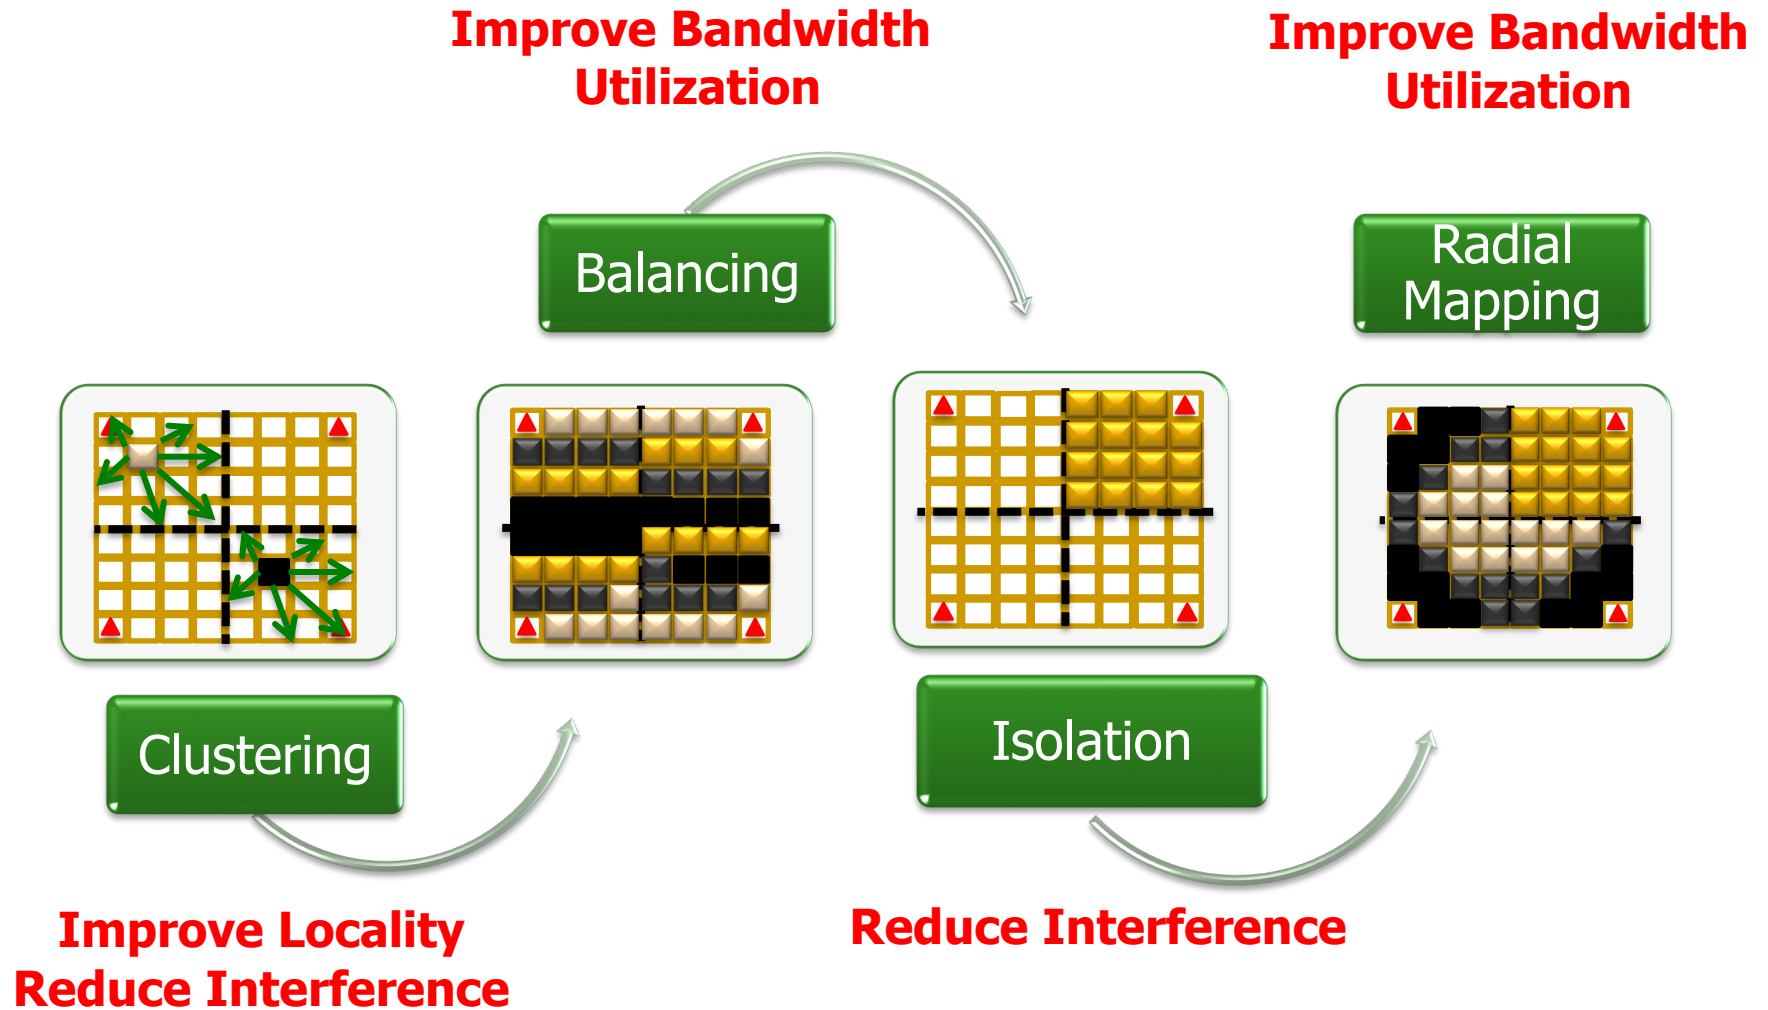 Improve Bandwidth
Utilization
Improve Bandwidth
Utilization
Balancing
Radial
Mapping
Clustering
Isolation
Improve Locality
Reduce Interference
Reduce Interference